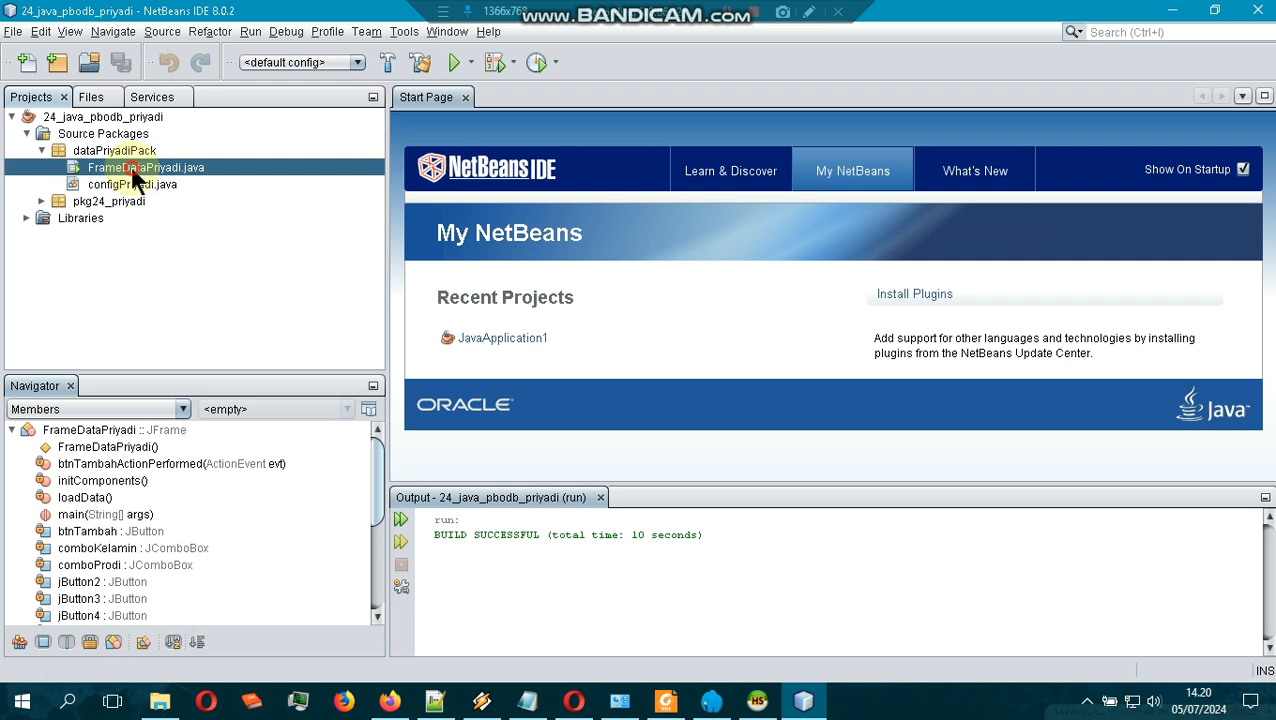 24_java_pbodb_priyadi - NetBeans IDE 8.0.2
1366x768
www.BANDICAM.com
File Edit View Navigate Source Refactor Run Debug Profile Team Tools Window Help
Search (Ctrl+I)
<default config>
Projects
Files
Services
Start Page
24_java_pbodb_priyadi
Source Packages
dataPriyadiPack
FrameDataPriyadi.java
configPriyadi.java
pkg24_priyadi
Libraries
NetBeans IDE
Learn & Discover
My NetBeans
What's New
Show On Startup
My NetBeans
Recent Projects
Install Plugins
JavaApplication1
Add support for other languages and technologies by installing
plugins from the NetBeans Update Center.
ORACLE
Java
Navigator
Members
<empty>
FrameDataPriyadi :: JFrame
FrameDataPriyadi()
btnTambahActionPerformed(ActionEvent evt)
initComponents()
loadData()
main(String[] args)
btnTambah : JButton
comboKelamin : JComboBox
comboProdi : JComboBox
jButton2 : JButton
jButton3 : JButton
jButton4 : JButton
Output - 24_java_pbodb_priyadi (run)
run:
BUILD SUCCESSFUL (total time: 10 seconds)
INS
HS
14.20
05/07/2024